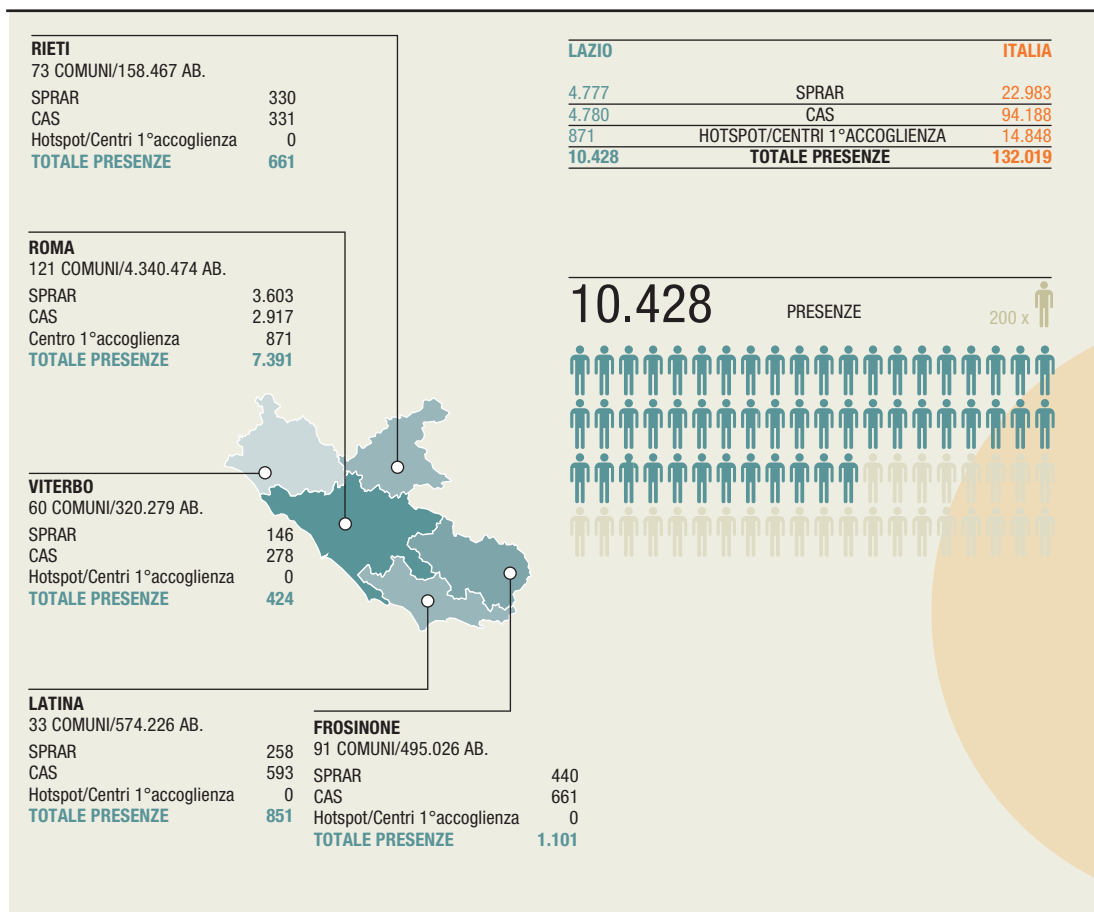 RIETI
73 COMUNI/158.467 AB.
SPRAR 330
CAS 331
Hotspot/Centri 1°accoglienza 0
TOTALE PRESENZE 661
ROMA
121 COMUNI/4.340.474 AB.
SPRAR 3.603
CAS 2.917
Centro 1°accoglienza 871
TOTALE PRESENZE 7.391
VITERBO
60 COMUNI/320.279 AB.
SPRAR 146
CAS 278
Hotspot/Centri 1°accoglienza 0
TOTALE PRESENZE 424
LATINA
33 COMUNI/574.226 AB.
SPRAR 258
CAS 593
Hotspot/Centri 1°accoglienza 0
TOTALE PRESENZE 851
FROSINONE
91 COMUNI/495.026 AB.
SPRAR 440
CAS 661
Hotspot/Centri 1°accoglienza 0
TOTALE PRESENZE 1.101
LAZIO ITALIA
4.777 SPRAR 22.983
4.780 CAS 94.188
871 HOTSPOT/CENTRI 1°ACCOGLIENZA 14.848
10.428 TOTALE PRESENZE 132.019
10.428 PRESENZE 200 x